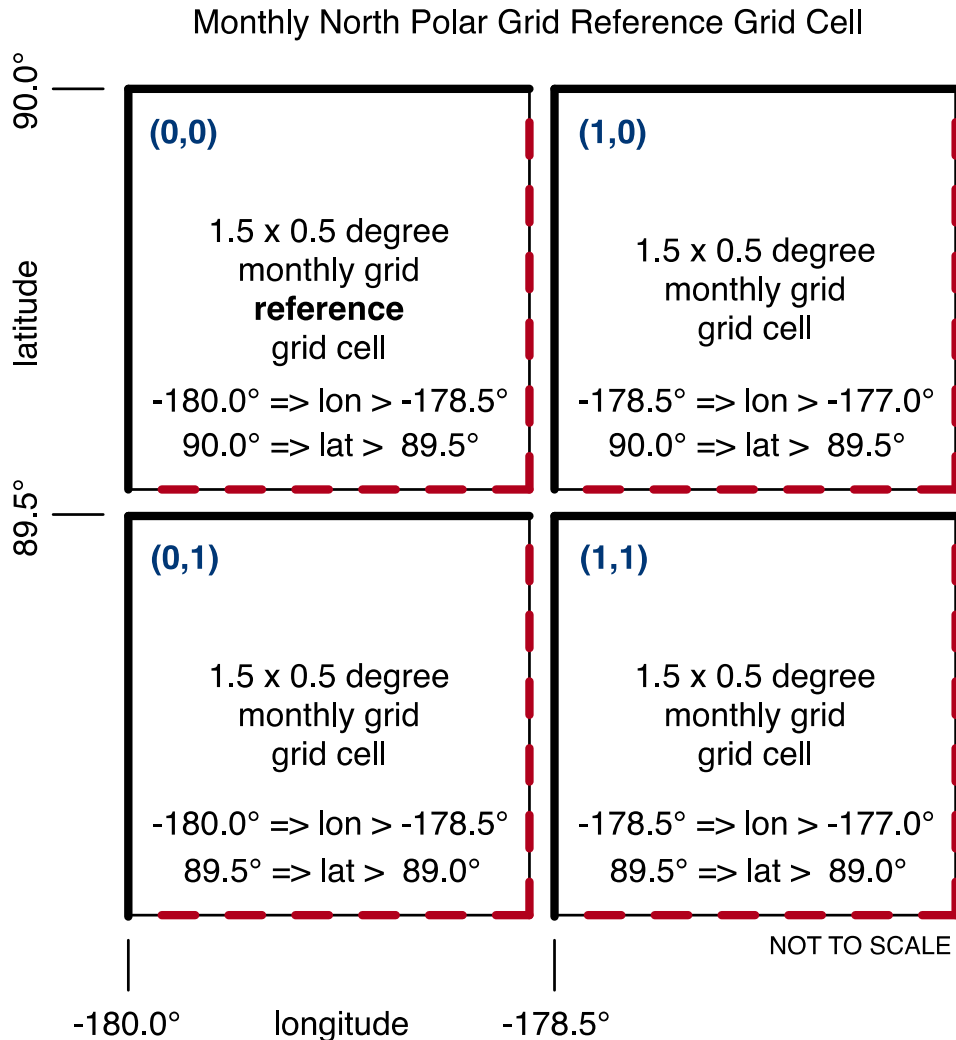 Monthly North Polar Grid Reference Grid Cell
90.0°
latitude
89.5°
(0,0)
1.5 x 0.5 degree
monthly grid
reference
grid cell
-180.0° => lon > -178.5°
90.0° => lat > 89.5°
(1,0)
1.5 x 0.5 degree
monthly grid
grid cell
-178.5° => lon > -177.0°
90.0° => lat > 89.5°
(0,1)
1.5 x 0.5 degree
monthly grid
grid cell
-180.0° => lon > -178.5°
89.5° => lat > 89.0°
(1,1)
1.5 x 0.5 degree
monthly grid
grid cell
-178.5° => lon > -177.0°
89.5° => lat > 89.0°
NOT TO SCALE
-180.0°
longitude
-178.5°